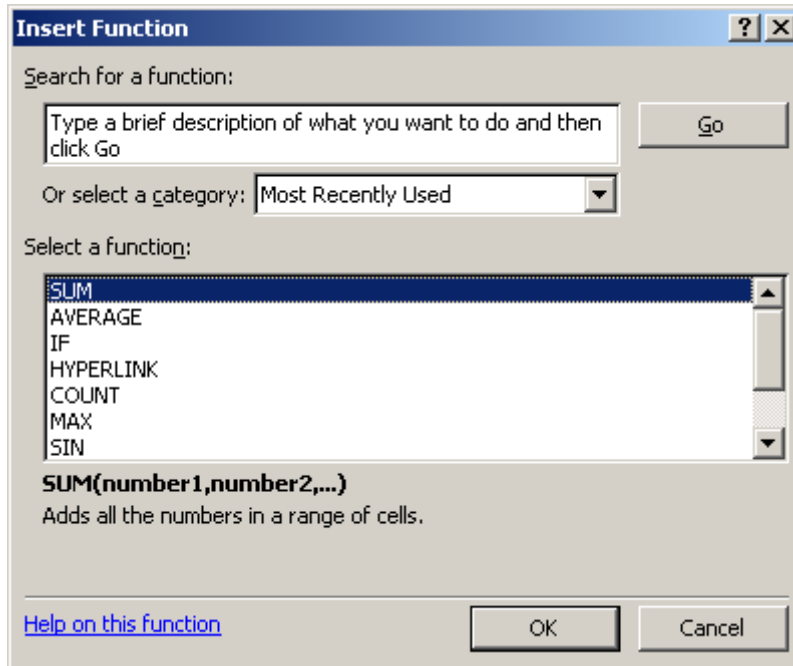 Insert Function
Search for a function:
Type a brief description of what you want to do and then
click Go
Go
Or select a category: Most Recently Used
Select a function:
SUM
AVERAGE
IF
HYPERLINK
COUNT
MAX
SIN
SUM(number1,number2,...)
Adds all the numbers in a range of cells.
Help on this function
OK
Cancel